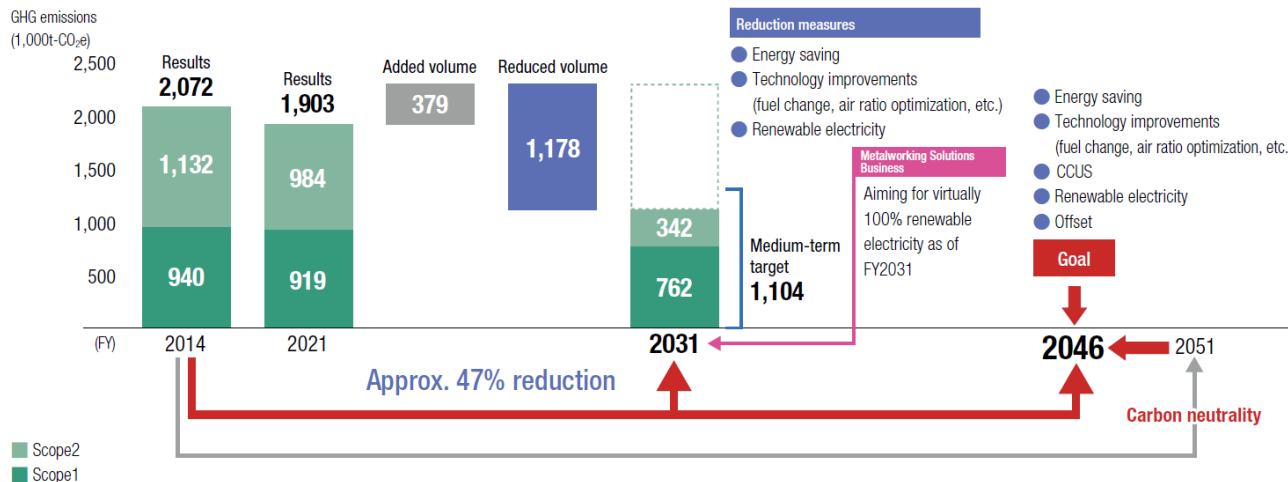 GHG emissions
(1,000t-CO₂e)
2,500
2,000
1,500
1,000
500
(FY)
Results
2,072
1,132
940
2014
Results
1,903
984
919
2021
Added volume
379
Reduced volume
1,178
342
762
2031
Medium-term
target
1,104
Reduction measures
Energy saving
Technology improvements
(fuel change, air ratio optimization, etc.)
Renewable electricity
Metalworking Solutions
Business
Aiming for virtually
100% renewable
electricity as of
FY2031
Energy saving
Technology improvements
(fuel change, air ratio optimization, etc.
CCUS
Renewable electricity
Offset
Goal
2046
2051
Approx. 47% reduction
Carbon neutrality
Scope2
Scope1